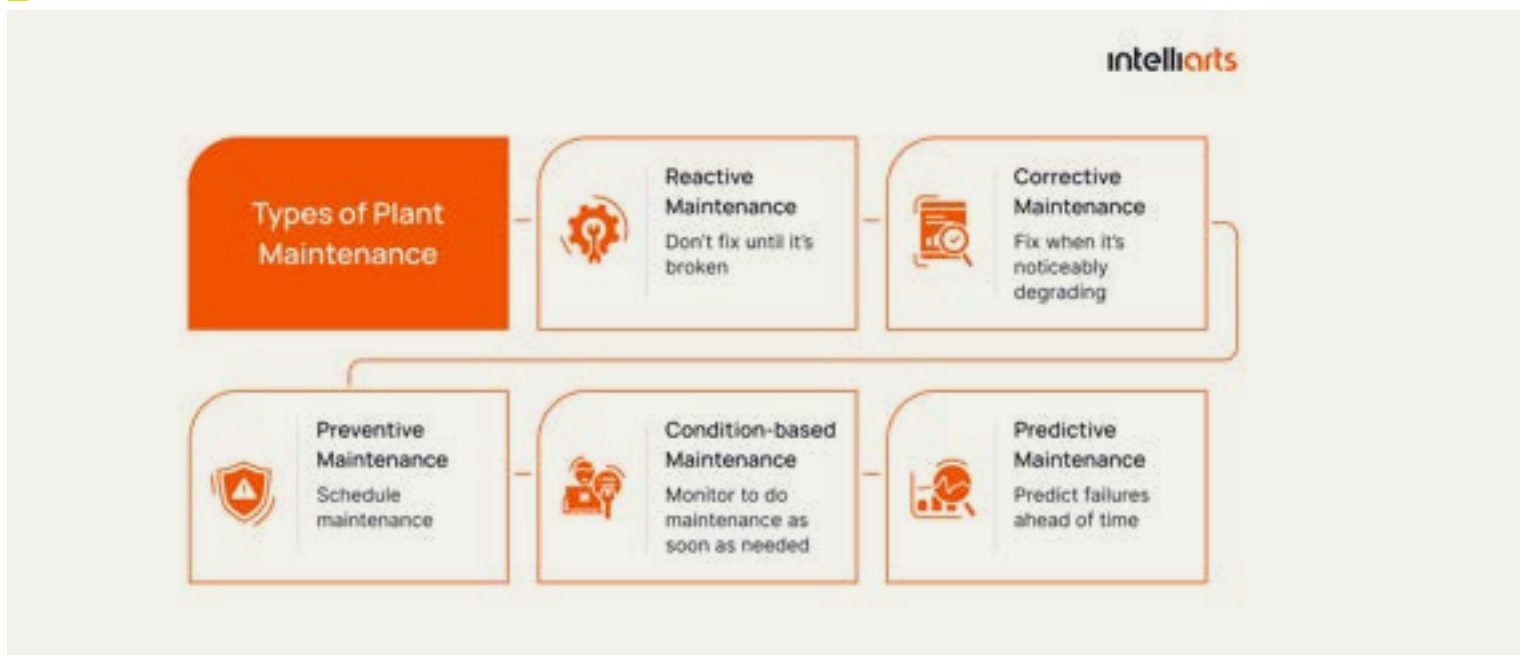 intelliarts
Types of Plant
Maintenance
Reactive
Maintenance
Don't fix until it's
broken
Corrective
Maintenance
Fix when it's
noticeably
degrading
Preventive
Maintenance
Schedule
maintenance
Condition-based
Maintenance
Monitor to do
maintenance as
soon as needed
Predictive
Maintenance
Predict failures
ahead of time